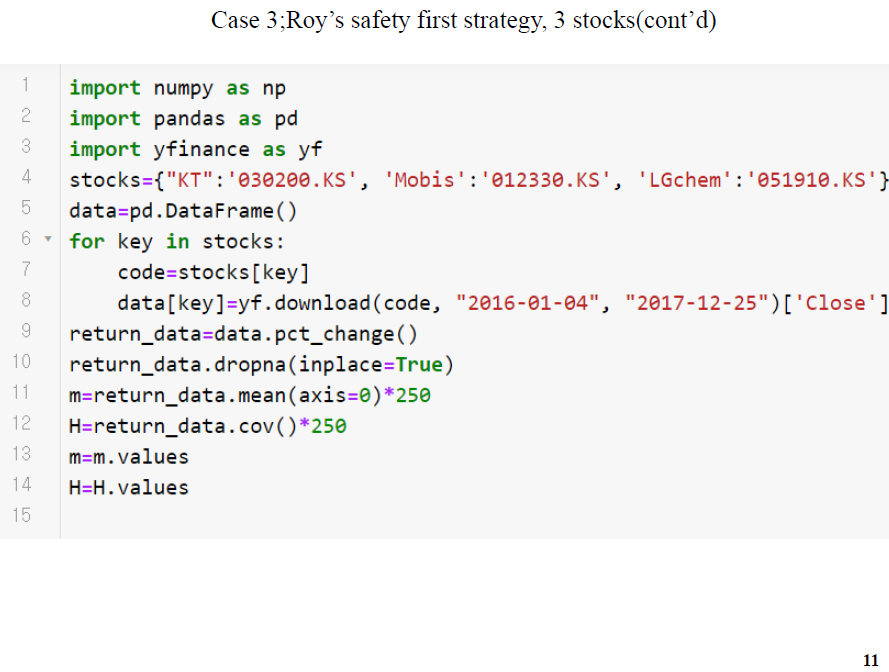 Case 3;Roy’s safety first strategy, 3 stocks(cont’d)
1 import numpy as np
2 import pandas as pd
3 import yfinance as yf
4 stocks={"KT":'030200.KS', 'Mobis':'012330.KS', 'LGchem':'051910.KS'}
5 data=pd.DataFrame()
6 for key in stocks:
7     code=stocks[key]
8     data[key]=yf.download(code, "2016-01-04", "2017-12-25")['Close']
9 return_data=data.pct_change()
10 return_data.dropna(inplace=True)
11 m=return_data.mean(axis=0)*250
12 H=return_data.cov()*250
13 m=m.values
14 H=H.values
15
11